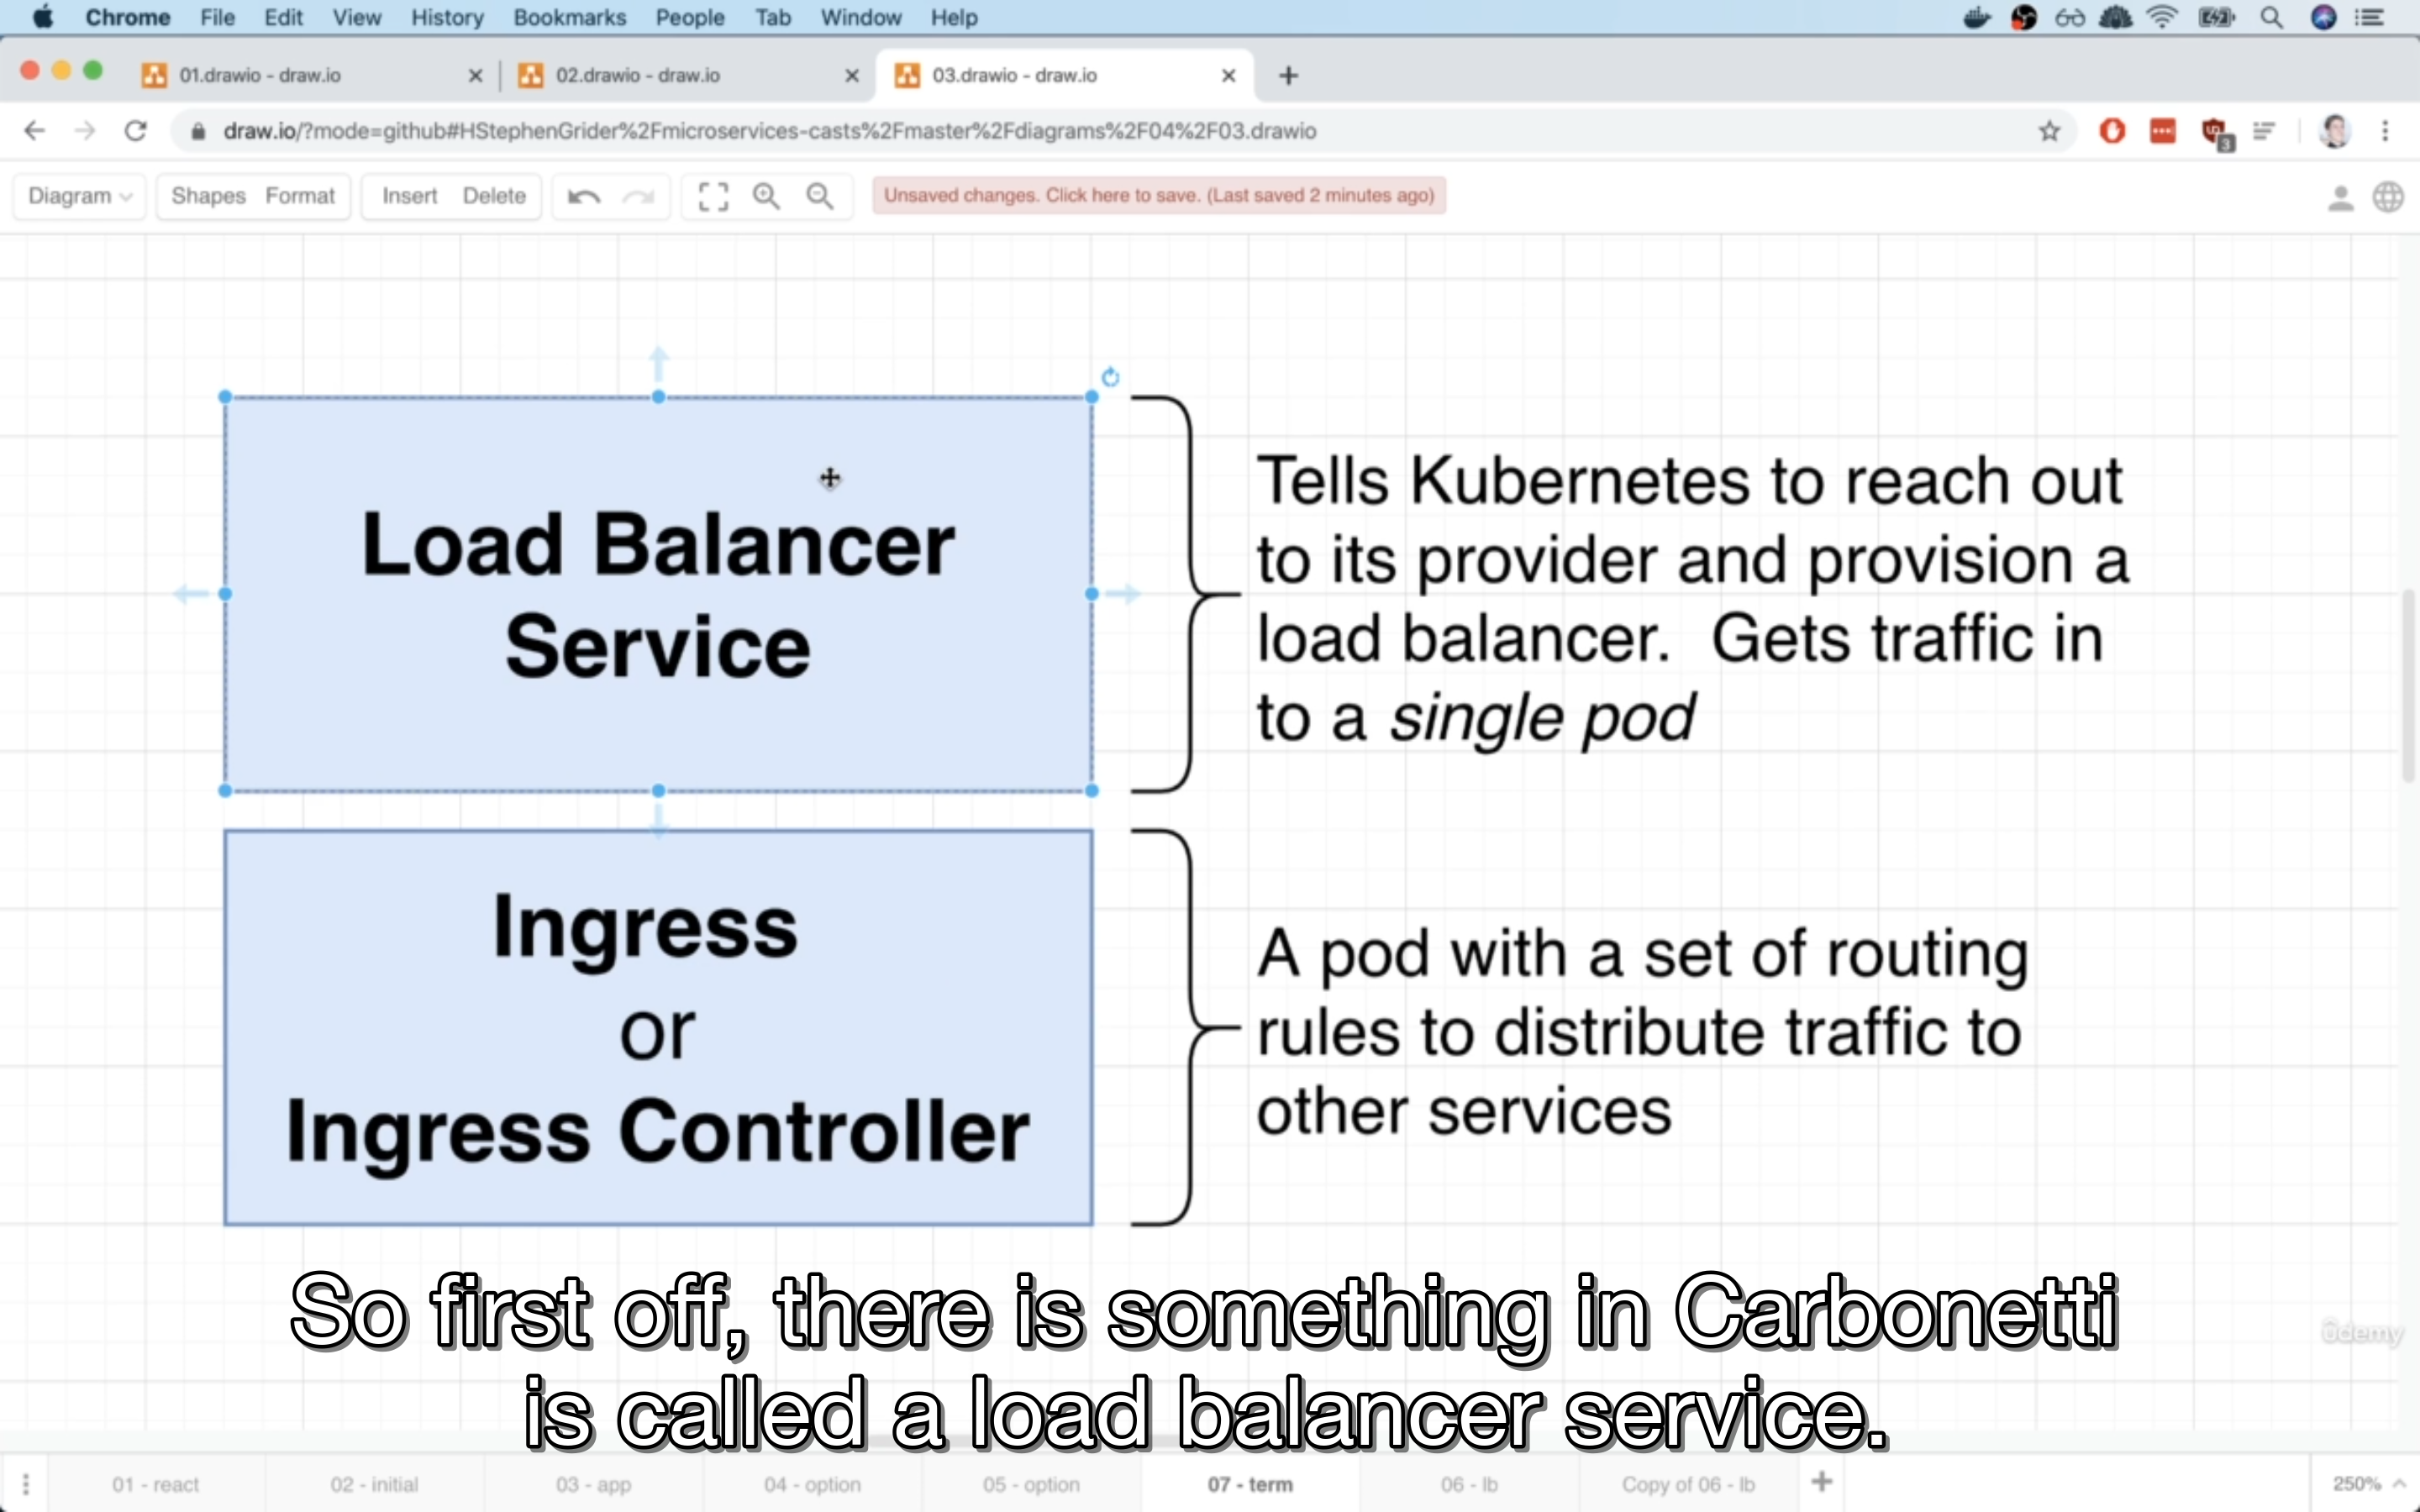 Chrome File Edit View History Bookmarks People Tab Window Help
01.drawio - draw.io
02.drawio - draw.io
03.drawio - draw.io
draw.io/?mode=github#HStephenGrider%2Fmicroservices-casts%2Fmaster%2Fdiagrams%2F04%2F03.drawio
3
Diagram Shapes Format Insert Delete Unsaved changes. Click here to save. (Last saved 2 minutes ago)
Load Balancer
Service
Tells Kubernetes to reach out
to its provider and provision a
load balancer. Gets traffic in
to a single pod
Ingress
or
Ingress Controller
A pod with a set of routing
rules to distribute traffic to
other services
So first off, there is something in Carbonetti
is called a load balancer service.
ûdemy
01 - react 02 - initial 03 - app 04 - option 05 - option 07 - term 06 - lb Copy of 06 - lb 250%